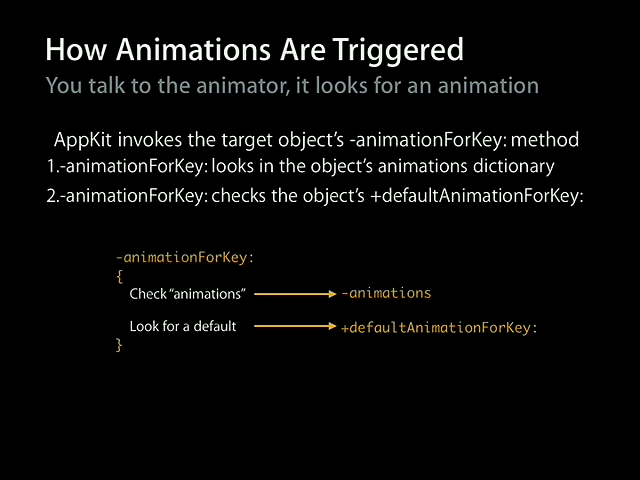 How Animations Are Triggered
You talk to the animator, it looks for an animation
AppKit invokes the target object’s -animationForKey: method
1.-animationForKey: looks in the object’s animations dictionary
2.-animationForKey: checks the object’s +defaultAnimationForKey:
-animationForKey:
{
Check “animations” -animations
Look for a default +defaultAnimationForKey:
}